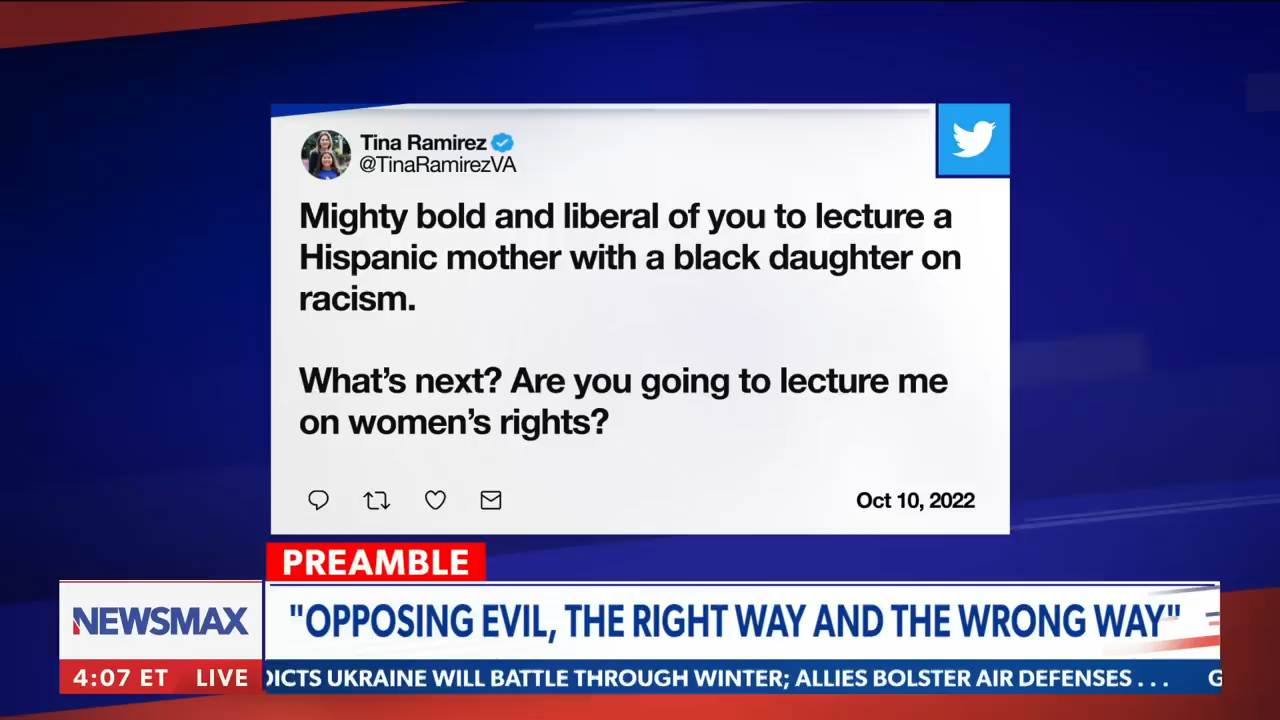 Tina Ramirez
@TinaRamirezVA
Mighty bold and liberal of you to lecture a
Hispanic mother with a black daughter on
racism.
What's next? Are you going to lecture me
on women's rights?
Oct 10, 2022
PREAMBLE
NEWSMAX
"OPPOSING EVIL, THE RIGHT WAY AND THE WRONG WAY"
4:07 ET LIVE
UKRAINE WILL BATTLE THROUGH WINTER; ALLIES BOLSTER AIR DEFENSES . . .